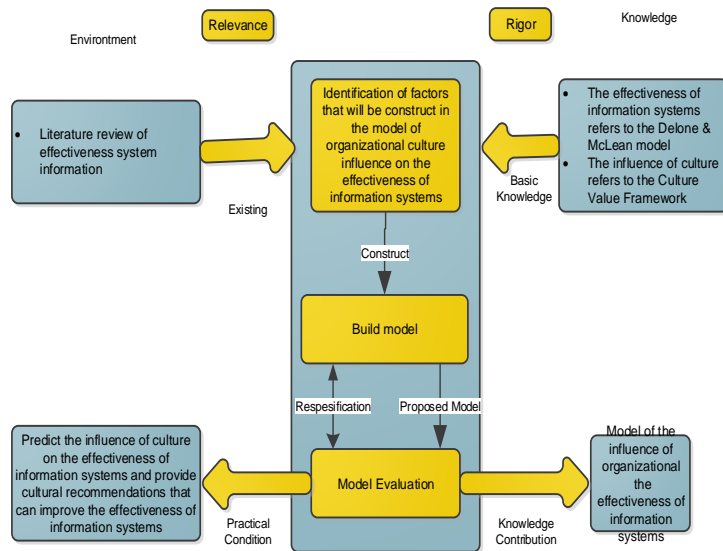 Relevance
Rigor
Knowledge
Environtment
Identification of factors
that will be construct in
the model of
organizational culture
influence on the
effectiveness of
information systems
• Literature review of
effectiveness system
information
• The effectiveness of
information systems
refers to the Delone &
McLean model
• The influence of culture
refers to the Culture
Value Framework
Existing
Basic
Knowledge
Construct
Build model
Respesification
Proposed Model
Predict the influence of culture
on the effectiveness of
information systems and provide
cultural recommendations that
can improve the effectiveness of
information systems
Model Evaluation
Model of the
influence of
organizational
the
effectiveness of
information
systems
Practical
Condition
Knowledge
Contribution